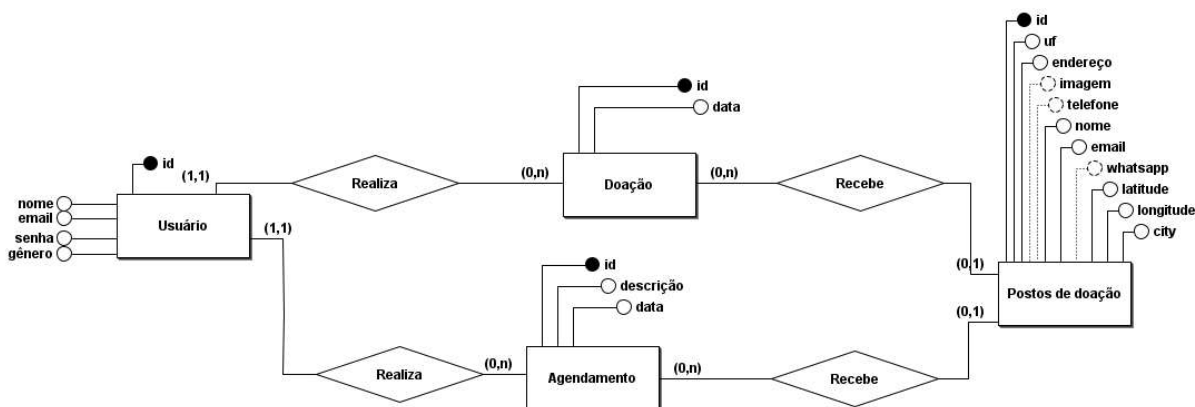 id
uf
endereço
imagem
telefone
nome
email
whatsapp
latitude
longitude
city
Postos de doação
id
data
Doação
(0,n)
(0,n)
Realiza
Recebe
(1,1)
(0,1)
id
nome
email
senha
gênero
Usuário
(1,1)
id
descrição
data
Agendamento
(0,n)
(0,n)
Realiza
Recebe
(0,1)